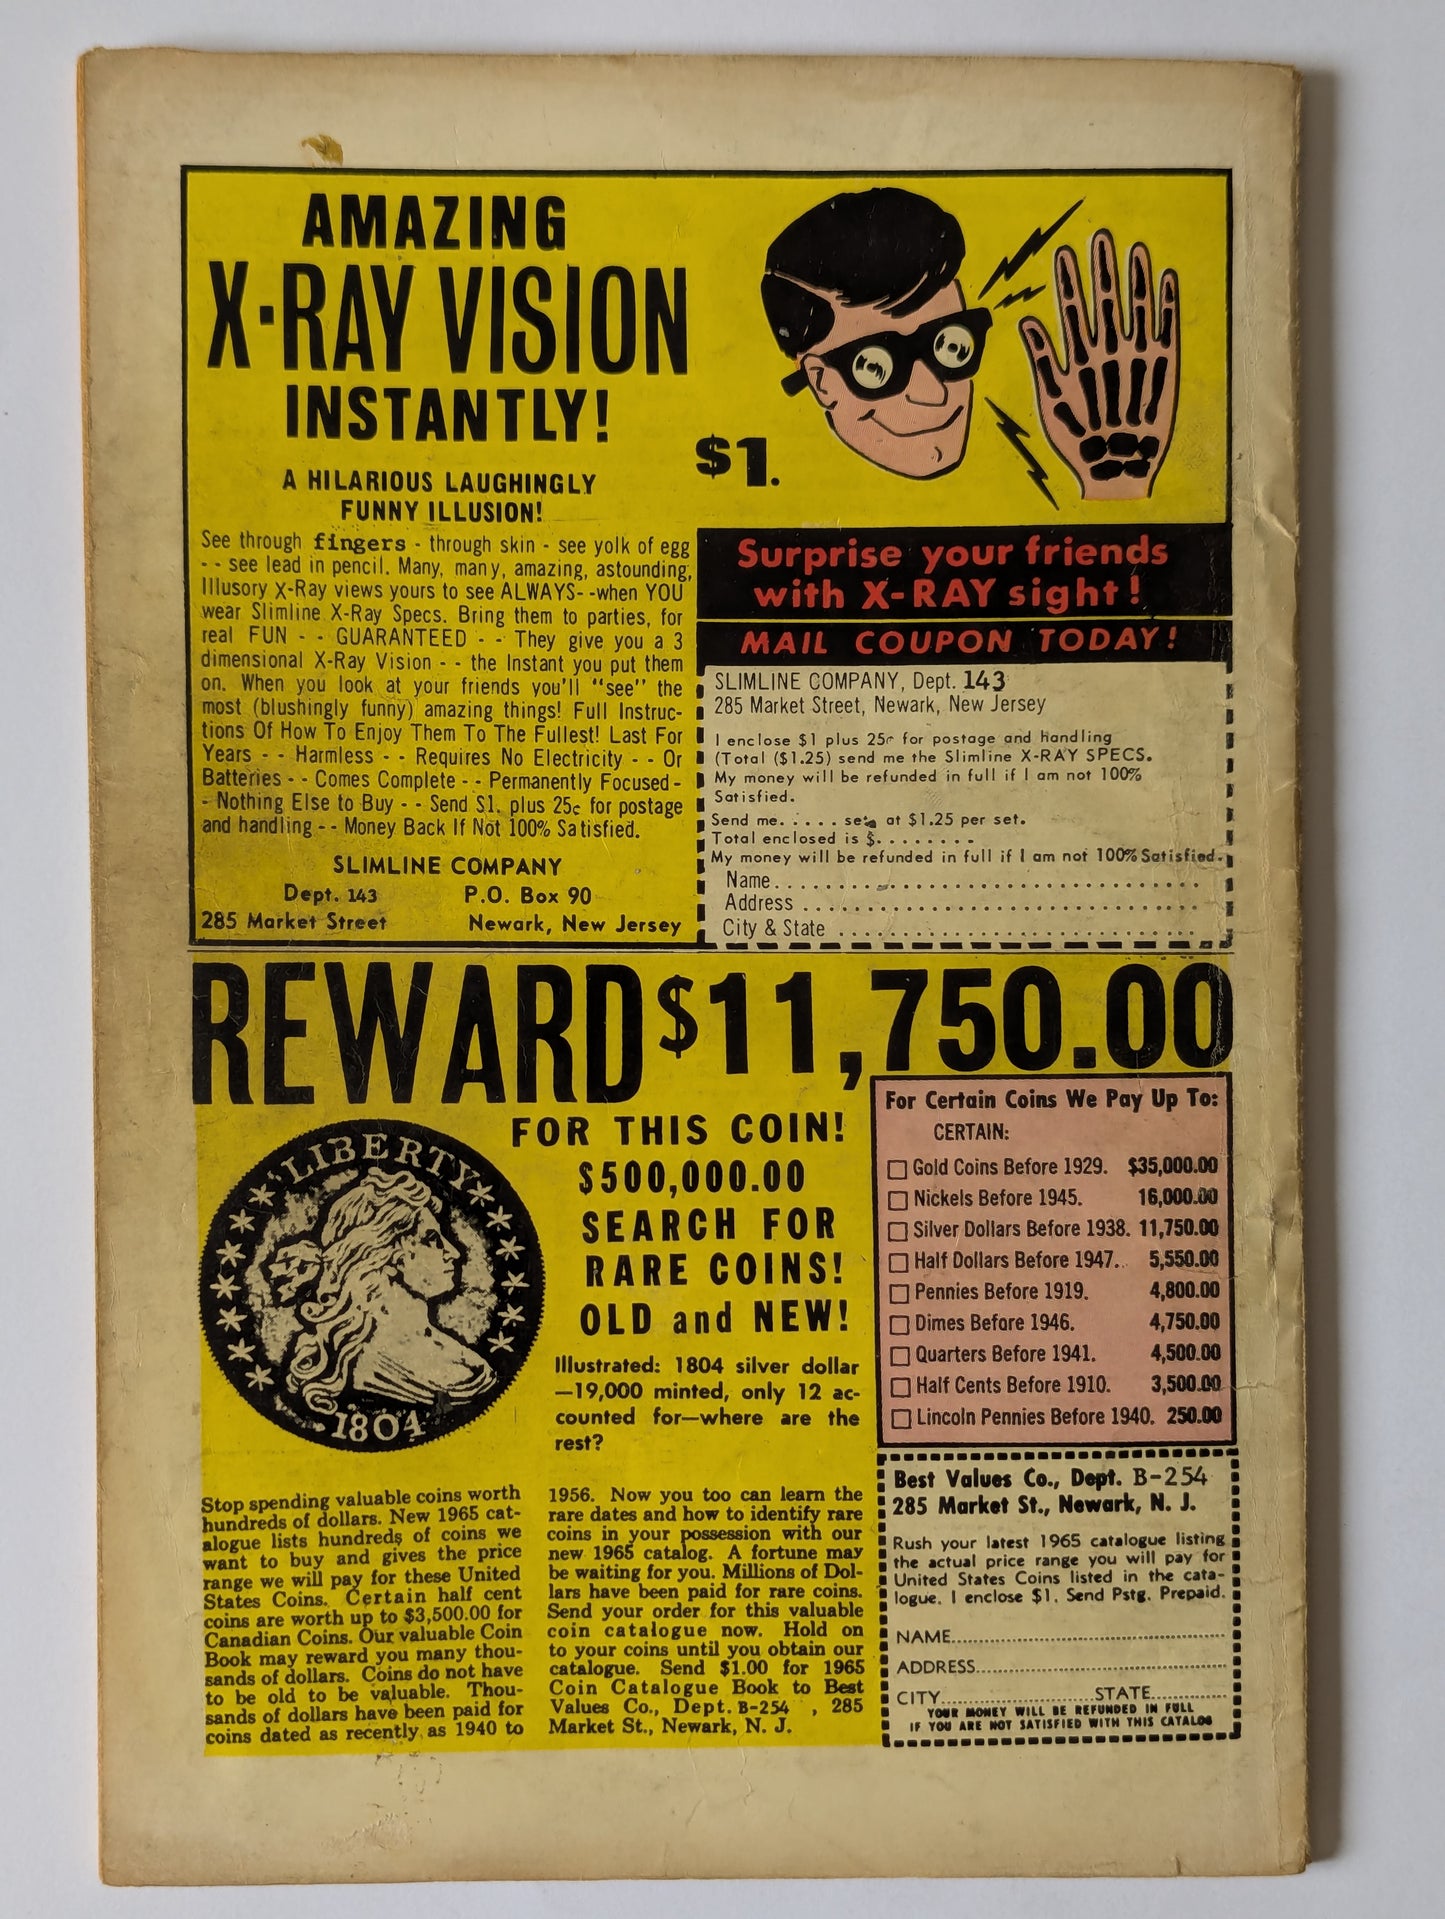 AMAZING
X-RAY VISION
INSTANTLY!
A HILARIOUS LAUGHINGLY
FUNNY ILLUSION!
See through fingers - through skin - see yolk of egg
-- see lead in pencil. Many, many, amazing, astounding,
Illusory X-Ray views yours to see ALWAYS--when YOU
wear Slimline X-Ray Specs. Bring them to parties, for
real FUN -- GUARANTEED -- They give you a 3
dimensional X-Ray Vision -- the Instant you put them
on. When you look at your friends you'll "see" the
most (blushingly funny) amazing things! Full Instruc-
tions Of How To Enjoy Them To The Fullest! Last For
Years -- Harmless -- Requires No Electricity -- Or
Batteries -- Comes Complete -- Permanently Focused-
- Nothing Else to Buy -- Send $1. plus 25c for postage
and handling -- Money Back If Not 100% Satisfied.
SLIMLINE COMPANY
Dept. 143 P.O. Box 90
285 Market Street Newark, New Jersey
$1.
Surprise your friends
with X-RAY sight!
MAIL COUPON TODAY!
SLIMLINE COMPANY, Dept. 143
285 Market Street, Newark, New Jersey
I enclose $1 plus 25c for postage and handling
(Total ($1.25) send me the Slimline X-RAY SPECS.
My money will be refunded in full if I am not 100%
Satisfied.
Send me..... sets at $1.25 per set.
Total enclosed is $........
My money will be refunded in full if I am not 100% Satisfied.
Name
Address
City & State
REWARD $11,750.00
FOR THIS COIN!
$500,000.00
SEARCH FOR
RARE COINS!
OLD and NEW!
LIBERTY
1804
Illustrated: 1804 silver dollar
—19,000 minted, only 12 ac-
counted for—where are the
rest?
Stop spending valuable coins worth
hundreds of dollars. New 1965 cat-
alogue lists hundreds of coins we
want to buy and gives the price
range we will pay for these United
States Coins. Certain half cent
coins are worth up to $3,500.00 for
Canadian Coins. Our valuable Coin
Book may reward you many thou-
sands of dollars. Coins do not have
to be old to be valuable. Thou-
sands of dollars have been paid for
coins dated as recently as 1940 to
1956. Now you too can learn the
rare dates and how to identify rare
coins in your possession with our
new 1965 catalog. A fortune may
be waiting for you. Millions of Dol-
lars have been paid for rare coins.
Send your order for this valuable
coin catalogue now. Hold on
to your coins until you obtain our
catalogue. Send $1.00 for 1965
Coin Catalogue Book to Best
Values Co., Dept. B-254 , 285
Market St., Newark, N. J.
For Certain Coins We Pay Up To:
CERTAIN:
Gold Coins Before 1929. $35,000.00
Nickels Before 1945. 16,000.00
Silver Dollars Before 1938. 11,750.00
Half Dollars Before 1947.. 5,550.00
Pennies Before 1919. 4,800.00
Dimes Before 1946. 4,750.00
Quarters Before 1941. 4,500.00
Half Cents Before 1910. 3,500.00
Lincoln Pennies Before 1940. 250.00
Best Values Co., Dept. B-254
285 Market St., Newark, N. J.
Rush your latest 1965 catalogue listing
the actual price range you will pay for
United States Coins listed in the cata-
logue. I enclose $1. Send Pstg. Prepaid.
NAME
ADDRESS
CITY STATE
YOUR MONEY WILL BE REFUNDED IN FULL
IF YOU ARE NOT SATISFIED WITH THIS CATALOG